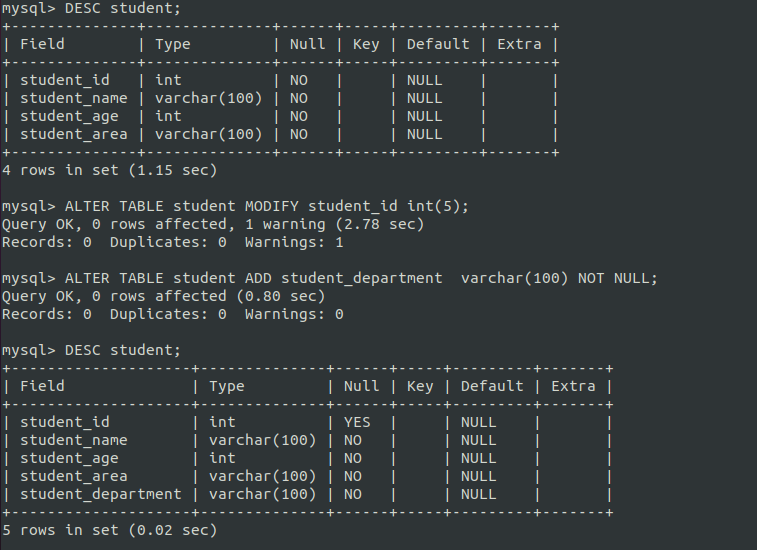 mysql> DESC student;
+--------------+--------------+------+-----+---------+-------+
| Field        | Type         | Null | Key | Default | Extra |
+--------------+--------------+------+-----+---------+-------+
| student_id   | int          | NO   |     | NULL    |       |
| student_name | varchar(100) | NO   |     | NULL    |       |
| student_age  | int          | NO   |     | NULL    |       |
| student_area | varchar(100) | NO   |     | NULL    |       |
+--------------+--------------+------+-----+---------+-------+
4 rows in set (1.15 sec)

mysql> ALTER TABLE student MODIFY student_id int(5);
Query OK, 0 rows affected, 1 warning (2.78 sec)
Records: 0  Duplicates: 0  Warnings: 1

mysql> ALTER TABLE student ADD student_department  varchar(100) NOT NULL;
Query OK, 0 rows affected (0.80 sec)
Records: 0  Duplicates: 0  Warnings: 0

mysql> DESC student;
+--------------------+--------------+------+-----+---------+-------+
| Field              | Type         | Null | Key | Default | Extra |
+--------------------+--------------+------+-----+---------+-------+
| student_id         | int          | YES  |     | NULL    |       |
| student_name       | varchar(100) | NO   |     | NULL    |       |
| student_age        | int          | NO   |     | NULL    |       |
| student_area       | varchar(100) | NO   |     | NULL    |       |
| student_department | varchar(100) | NO   |     | NULL    |       |
+--------------------+--------------+------+-----+---------+-------+
5 rows in set (0.02 sec)